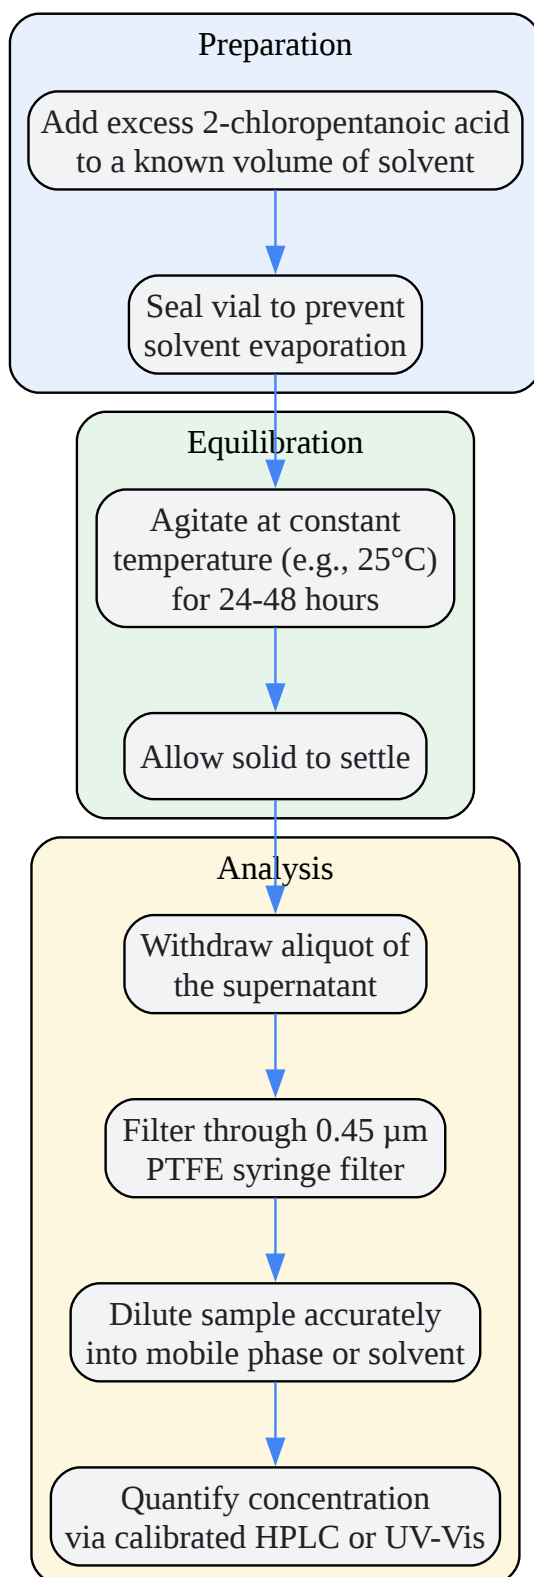 Preparation
Add excess 2-chloropentanoic acid
to a known volume of solvent
Seal vial to prevent
solvent evaporation
Equilibration
Agitate at constant
temperature (e.g., 25°C)
for 24-48 hours
Allow solid to settle
Analysis
Withdraw aliquot of
the supernatant
Filter through 0.45 µm
PTFE syringe filter
Dilute sample accurately
into mobile phase or solvent
Quantify concentration
via calibrated HPLC or UV-Vis